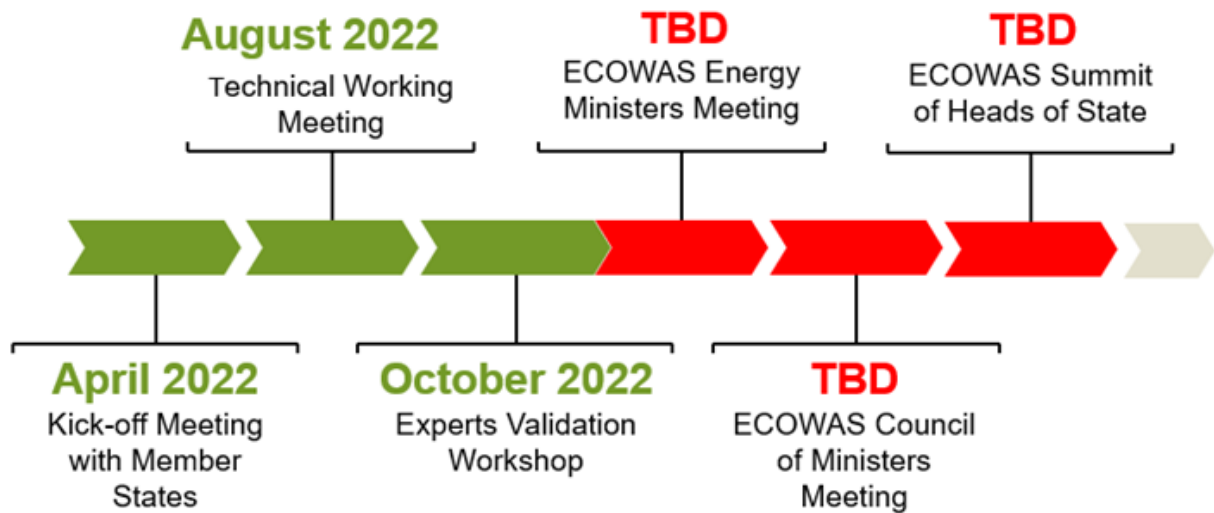 August 2022
Technical Working
Meeting
TBD
ECOWAS Energy
Ministers Meeting
TBD
ECOWAS Summit
of Heads of State
April 2022
Kick-off Meeting
with Member
States
October 2022
Experts Validation
Workshop
TBD
ECOWAS Council
of Ministers
Meeting